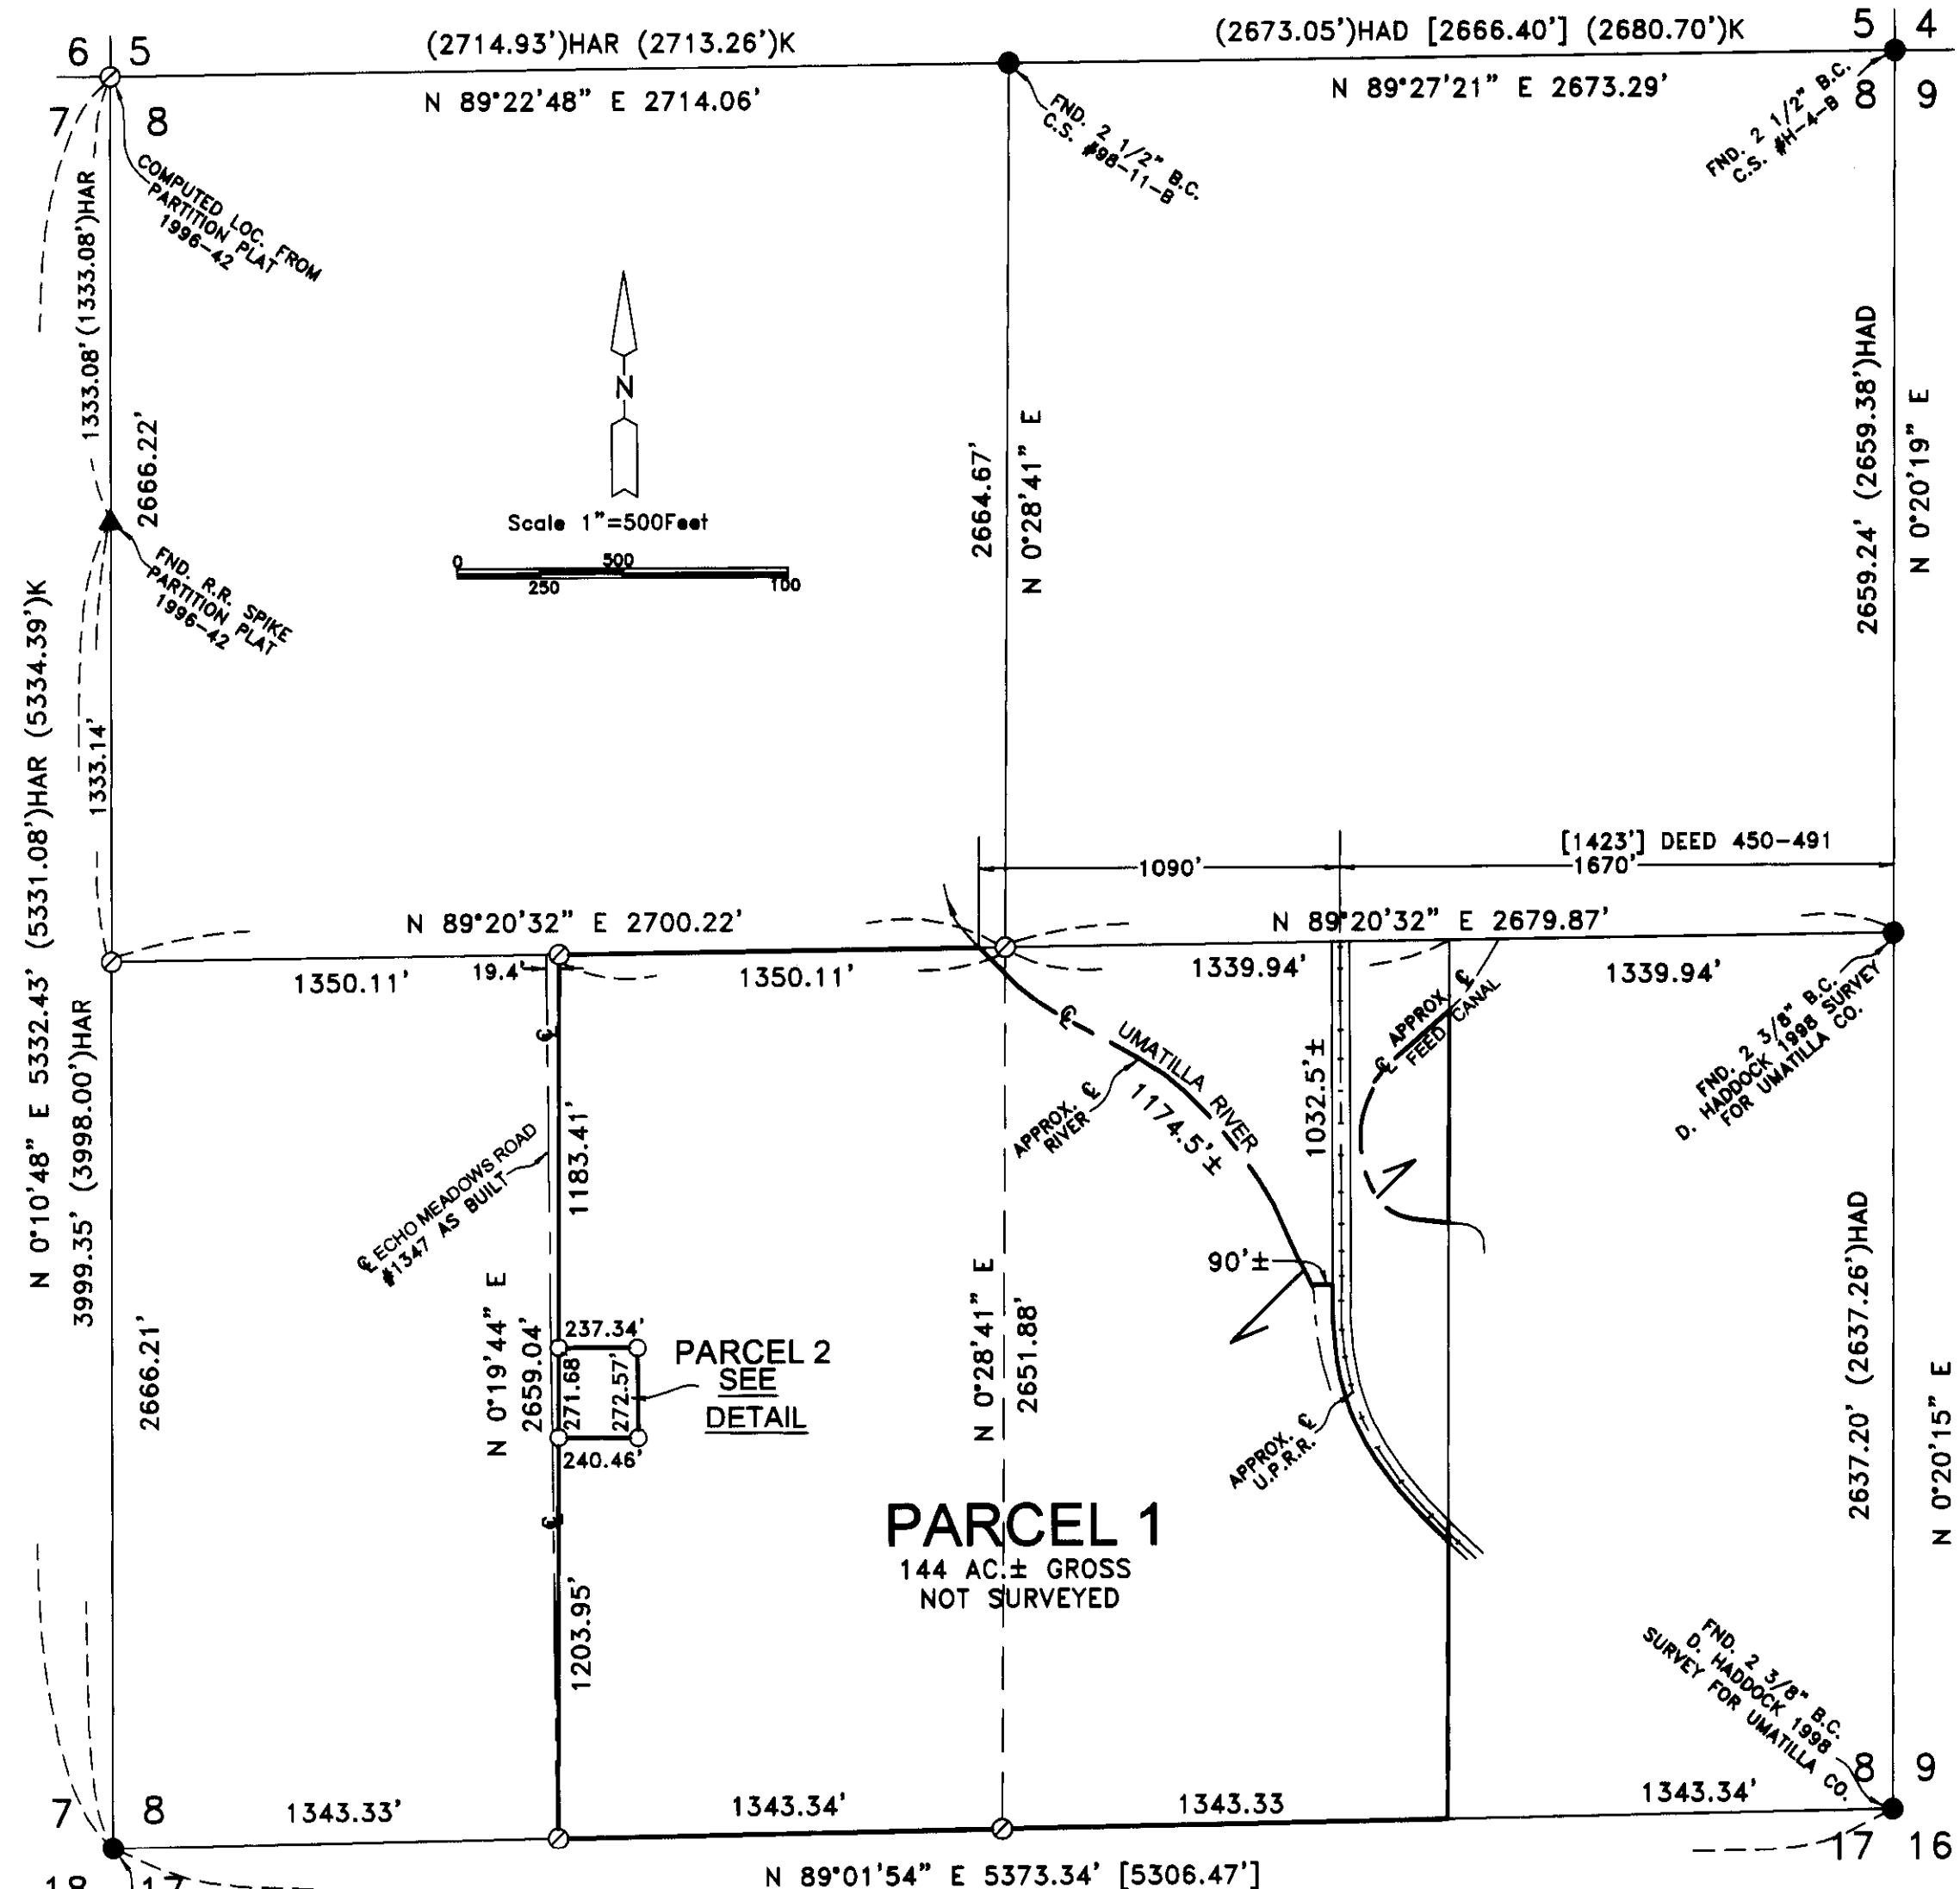 6 5
(2714.93')HAR (2713.26')K
(2673.05')HAD [2666.40'] (2680.70')K
5 4
N 89°22'48" E 2714.06'
N 89°27'21" E 2673.29'
7 8
8 9
COMPUTED LOC. FROM
PARTITION PLAT
1996-42
FND. 2 1/2" B.C.
C.S. #98-11-B
FND. 2 1/2" B.C.
C.S. #H-4-B
1333.08' (1333.08')HAR
2666.22'
N
Scale 1"=500Feet
0 500
250 100
2664.67'
N 0°28'41" E
2659.24' (2659.38')HAD
N 0°20'19" E
FND. R.R. SPIKE
PARTITION PLAT
1996-42
1333.14'
N 0°10'48" E 5332.43' (5331.08')HAR (5334.39')K
3999.35' (3998.00')HAR
[1423'] DEED 450-491
1090'
1670'
N 89°20'32" E 2700.22'
N 89°20'32" E 2679.87'
1350.11'
19.4'
1350.11'
1339.94'
1339.94'
FND. 2 3/8" B.C.
D. HADDOCK 1998 SURVEY
FOR UMATILLA CO.
℄
℄
UMATILLA RIVER
1174.5'±
APPROX. ℄
RIVER
1032.5'±
℄ APPROX. ℄
FEED CANAL
℄ ECHO MEADOWS ROAD
#1347 AS BUILT
1183.41'
90'±
N 0°19'44" E
2659.04'
237.34'
271.68
272.57'
240.46'
PARCEL 2
SEE
DETAIL
N 0°28'41" E
2651.88'
2666.21'
2637.20' (2637.26')HAD
N 0°20'15" E
APPROX. ℄
U.P.R.R.
℄
PARCEL 1
144 AC.± GROSS
NOT SURVEYED
1203.95'
FND. 2 3/8" B.C.
D. HADDOCK 1998
SURVEY FOR UMATILLA CO.
7 8
8 9
1343.33'
1343.34'
1343.33
1343.34'
17 16
N 89°01'54" E 5373.34' [5306.47']
18 17